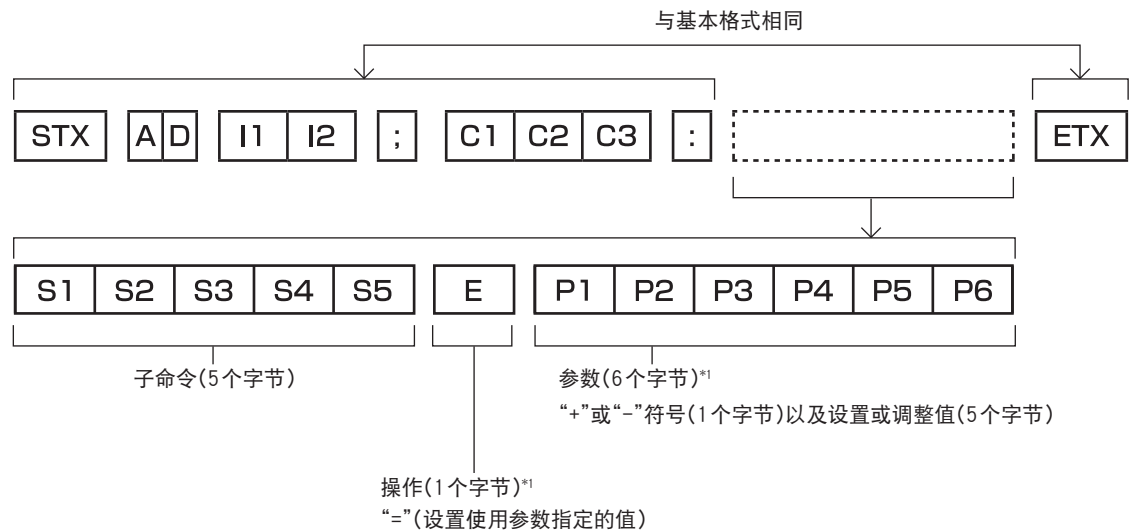 与基本格式相同
STX A D I1 I2 ; C1 C2 C3 : ETX
S1 S2 S3 S4 S5 E P1 P2 P3 P4 P5 P6
子命令(5个字节)
参数(6个字节)*1
“+”或“-”符号(1个字节)以及设置或调整值(5个字节)
操作(1个字节)*1
“=”(设置使用参数指定的值)